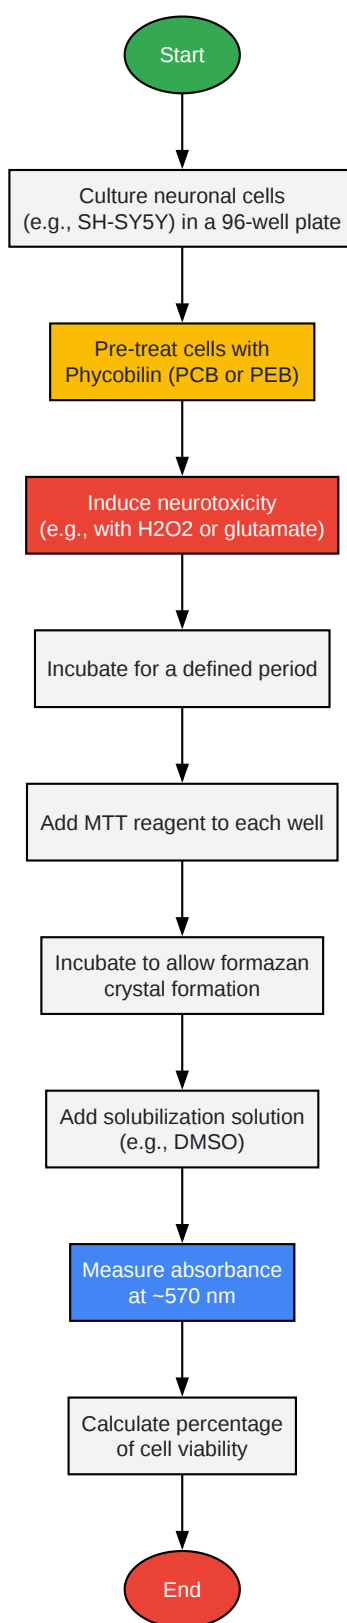 Start
Culture neuronal cells
(e.g., SH-SY5Y) in a 96-well plate
Pre-treat cells with
Phycobilin (PCB or PEB)
Induce neurotoxicity
(e.g., with H2O2 or glutamate)
Incubate for a defined period
Add MTT reagent to each well
Incubate to allow formazan
crystal formation
Add solubilization solution
(e.g., DMSO)
Measure absorbance
at ~570 nm
Calculate percentage
of cell viability
End